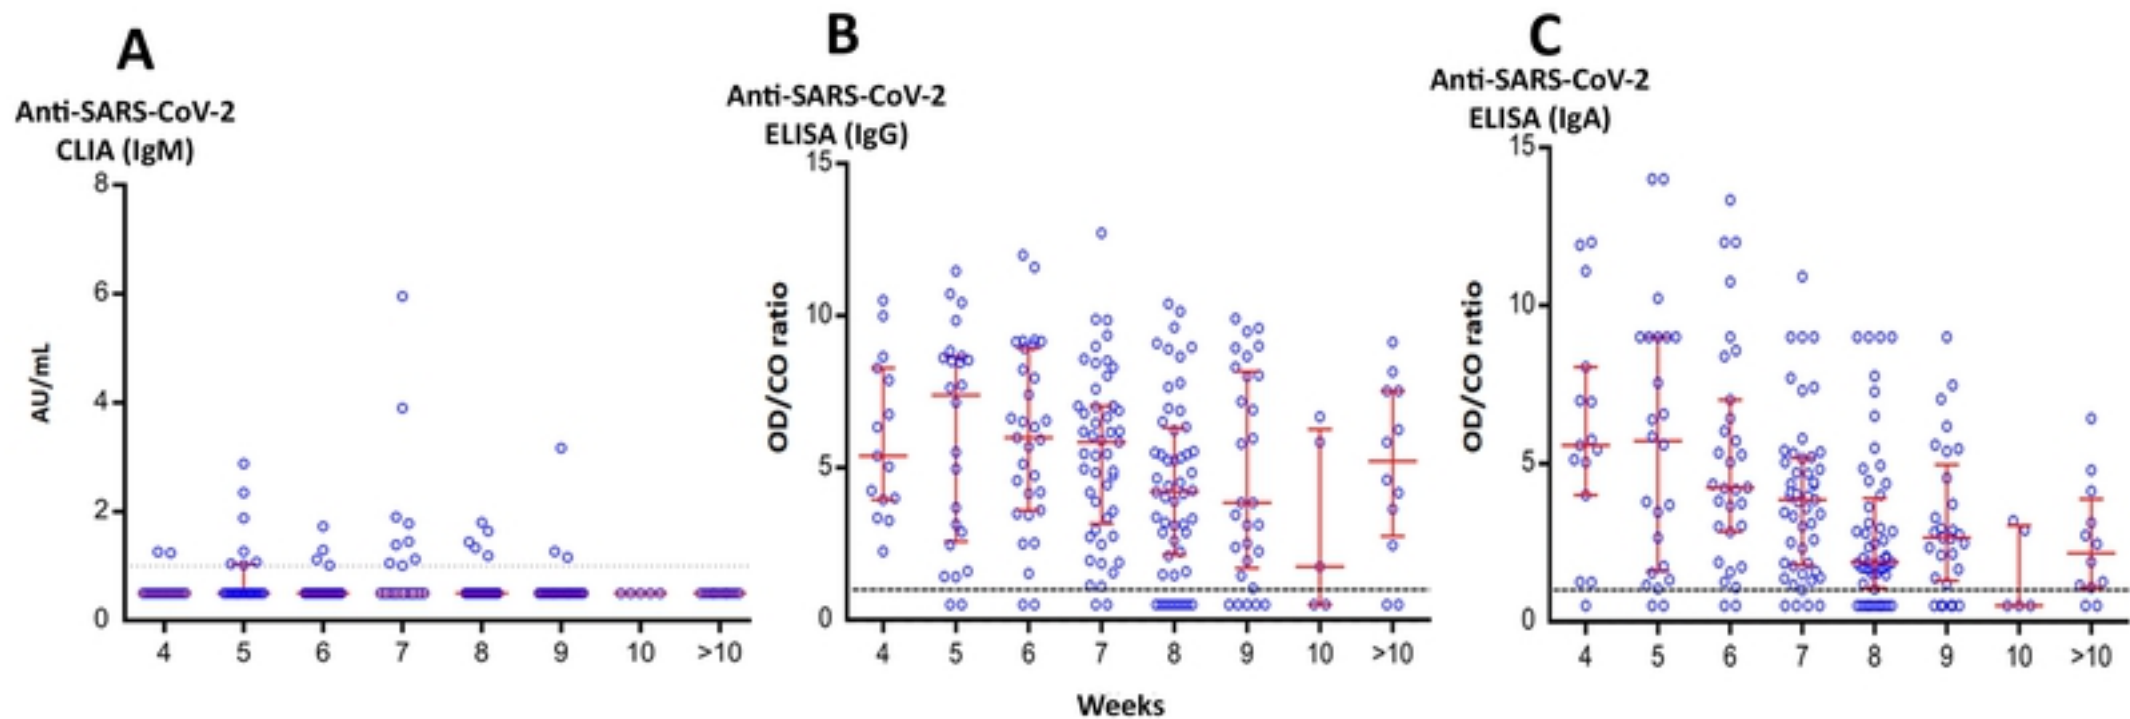 A
Anti-SARS-CoV-2
CLIA (IgM)
8
6
4
2
0
AU/mL
4 5 6 7 8 9 10 >10
B
Anti-SARS-CoV-2
ELISA (IgG)
15
10
5
0
OD/CO ratio
4 5 6 7 8 9 10 >10
Weeks
C
Anti-SARS-CoV-2
ELISA (IgA)
15
10
5
0
OD/CO ratio
4 5 6 7 8 9 10 >10